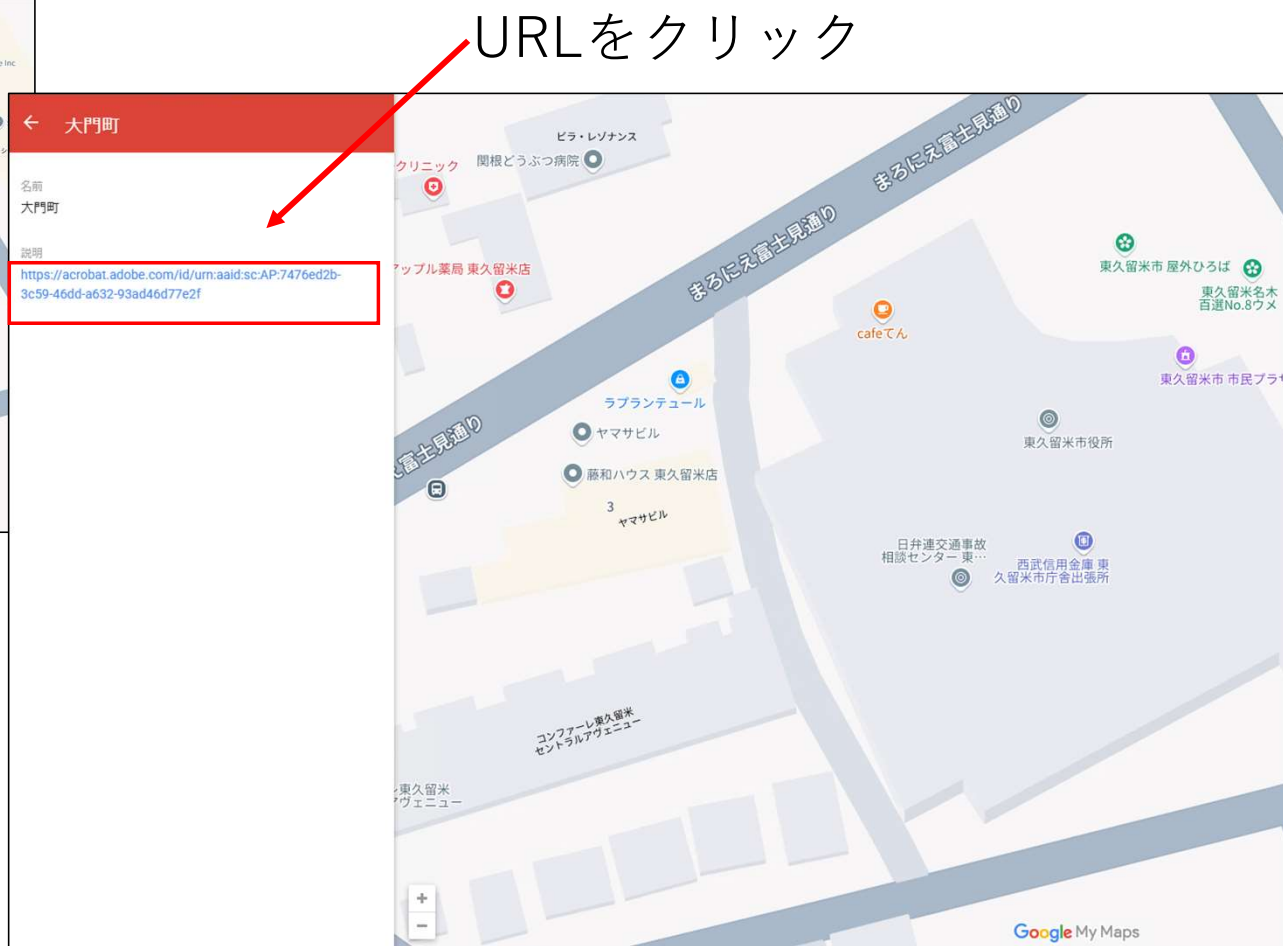 URLをクリック
e Inc
← 大門町
名前
大門町
説明
https://acrobat.adobe.com/id/urn:aaid:sc:AP:7476ed2b-
3c59-46dd-a632-93ad46d77e2f
まろにえ富士見通り
ビラ・レゾナンス
関根どうぶつ病院
クリニック
まろにえ富士見通り
アップル薬局 東久留米店
東久留米市 屋外ひろば
東久留米名木
百選No.8ウメ
cafeてん
東久留米市 市民プラザ
ラプランテュール
え富士見通り
ヤマサビル
東久留米市役所
藤和ハウス 東久留米店
3
ヤマサビル
日弁連交通事故
相談センター 東…
西武信用金庫 東
久留米市庁舎出張所
コンファーレ東久留米
セントラルアヴェニュー
東久留米
アヴェニュー
+
−
Google My Maps